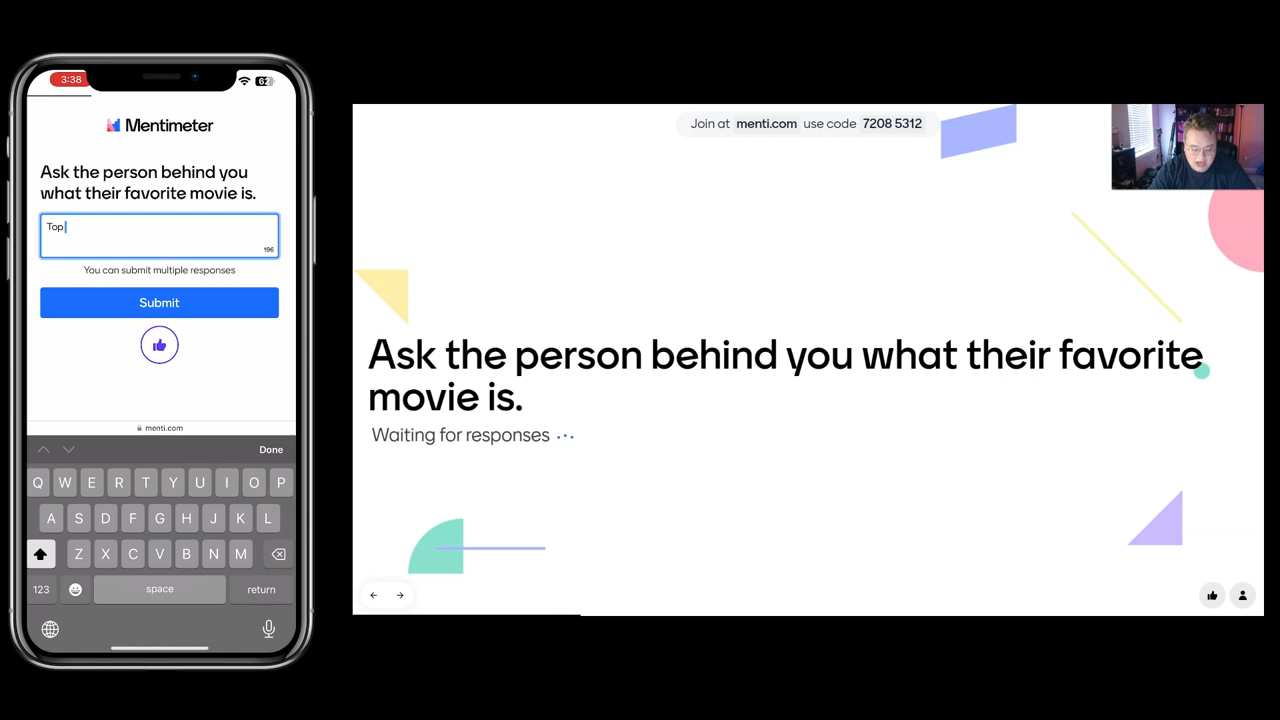 3:38
62
Mentimeter
Ask the person behind you
what their favorite movie is.
Top
196
You can submit multiple responses
Submit
menti.com
Done
Q W E R T Y U I O P
A S D F G H J K L
Z X C V B N M
123 space return
Join at menti.com use code 7208 5312
Ask the person behind you what their favorite
movie is.
Waiting for responses ...